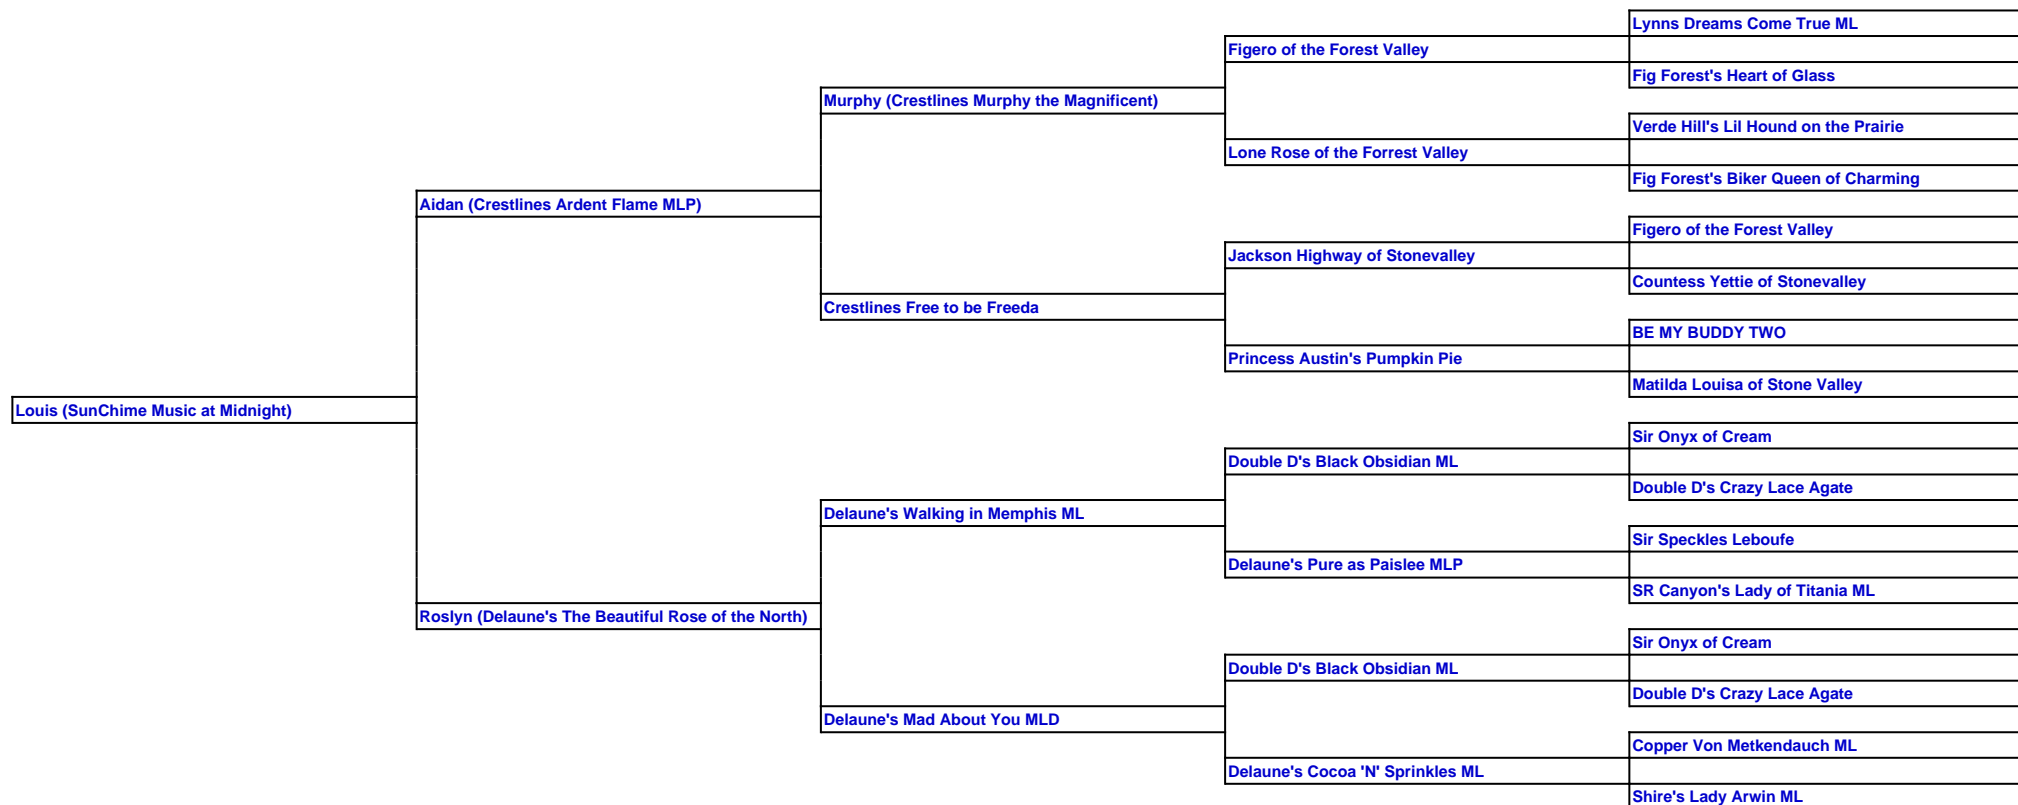 Lynns Dreams Come True ML
Figero of the Forest Valley
Fig Forest's Heart of Glass
Murphy (Crestlines Murphy the Magnificent)
Verde Hill's Lil Hound on the Prairie
Lone Rose of the Forrest Valley
Fig Forest's Biker Queen of Charming
Aidan (Crestlines Ardent Flame MLP)
Figero of the Forest Valley
Jackson Highway of Stonevalley
Countess Yettie of Stonevalley
Crestlines Free to be Freeda
BE MY BUDDY TWO
Princess Austin's Pumpkin Pie
Matilda Louisa of Stone Valley
Louis (SunChime Music at Midnight)
Sir Onyx of Cream
Double D's Black Obsidian ML
Double D's Crazy Lace Agate
Delaune's Walking in Memphis ML
Sir Speckles Leboufe
Delaune's Pure as Paislee MLP
SR Canyon's Lady of Titania ML
Roslyn (Delaune's The Beautiful Rose of the North)
Sir Onyx of Cream
Double D's Black Obsidian ML
Double D's Crazy Lace Agate
Delaune's Mad About You MLD
Copper Von Metkendauch ML
Delaune's Cocoa 'N' Sprinkles ML
Shire's Lady Arwin ML